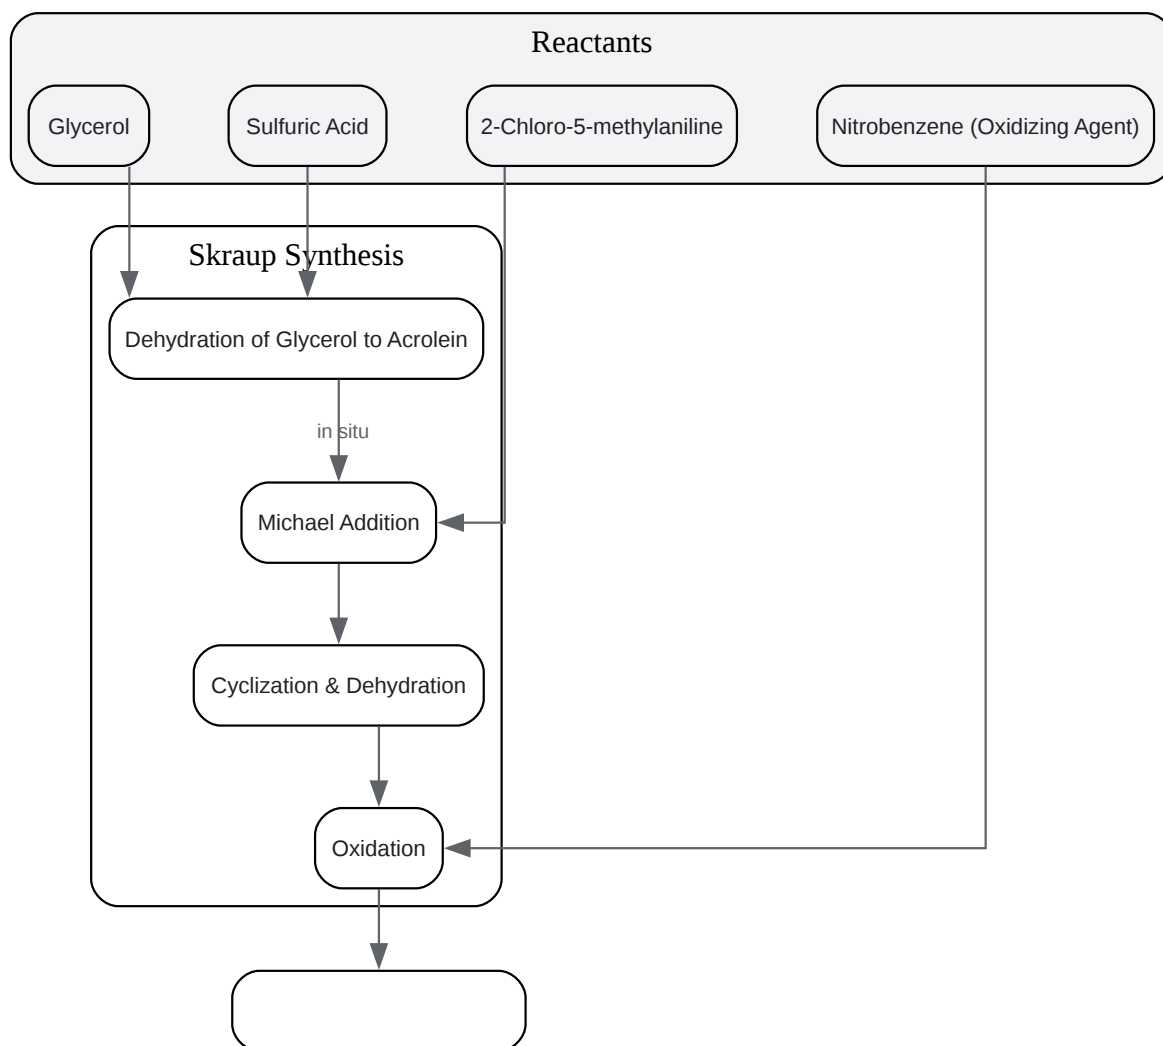 Reactants
Glycerol
Sulfuric Acid
2-Chloro-5-methylaniline
Nitrobenzene (Oxidizing Agent)
Skraup Synthesis
Dehydration of Glycerol to Acrolein
in situ
Michael Addition
Cyclization & Dehydration
Oxidation